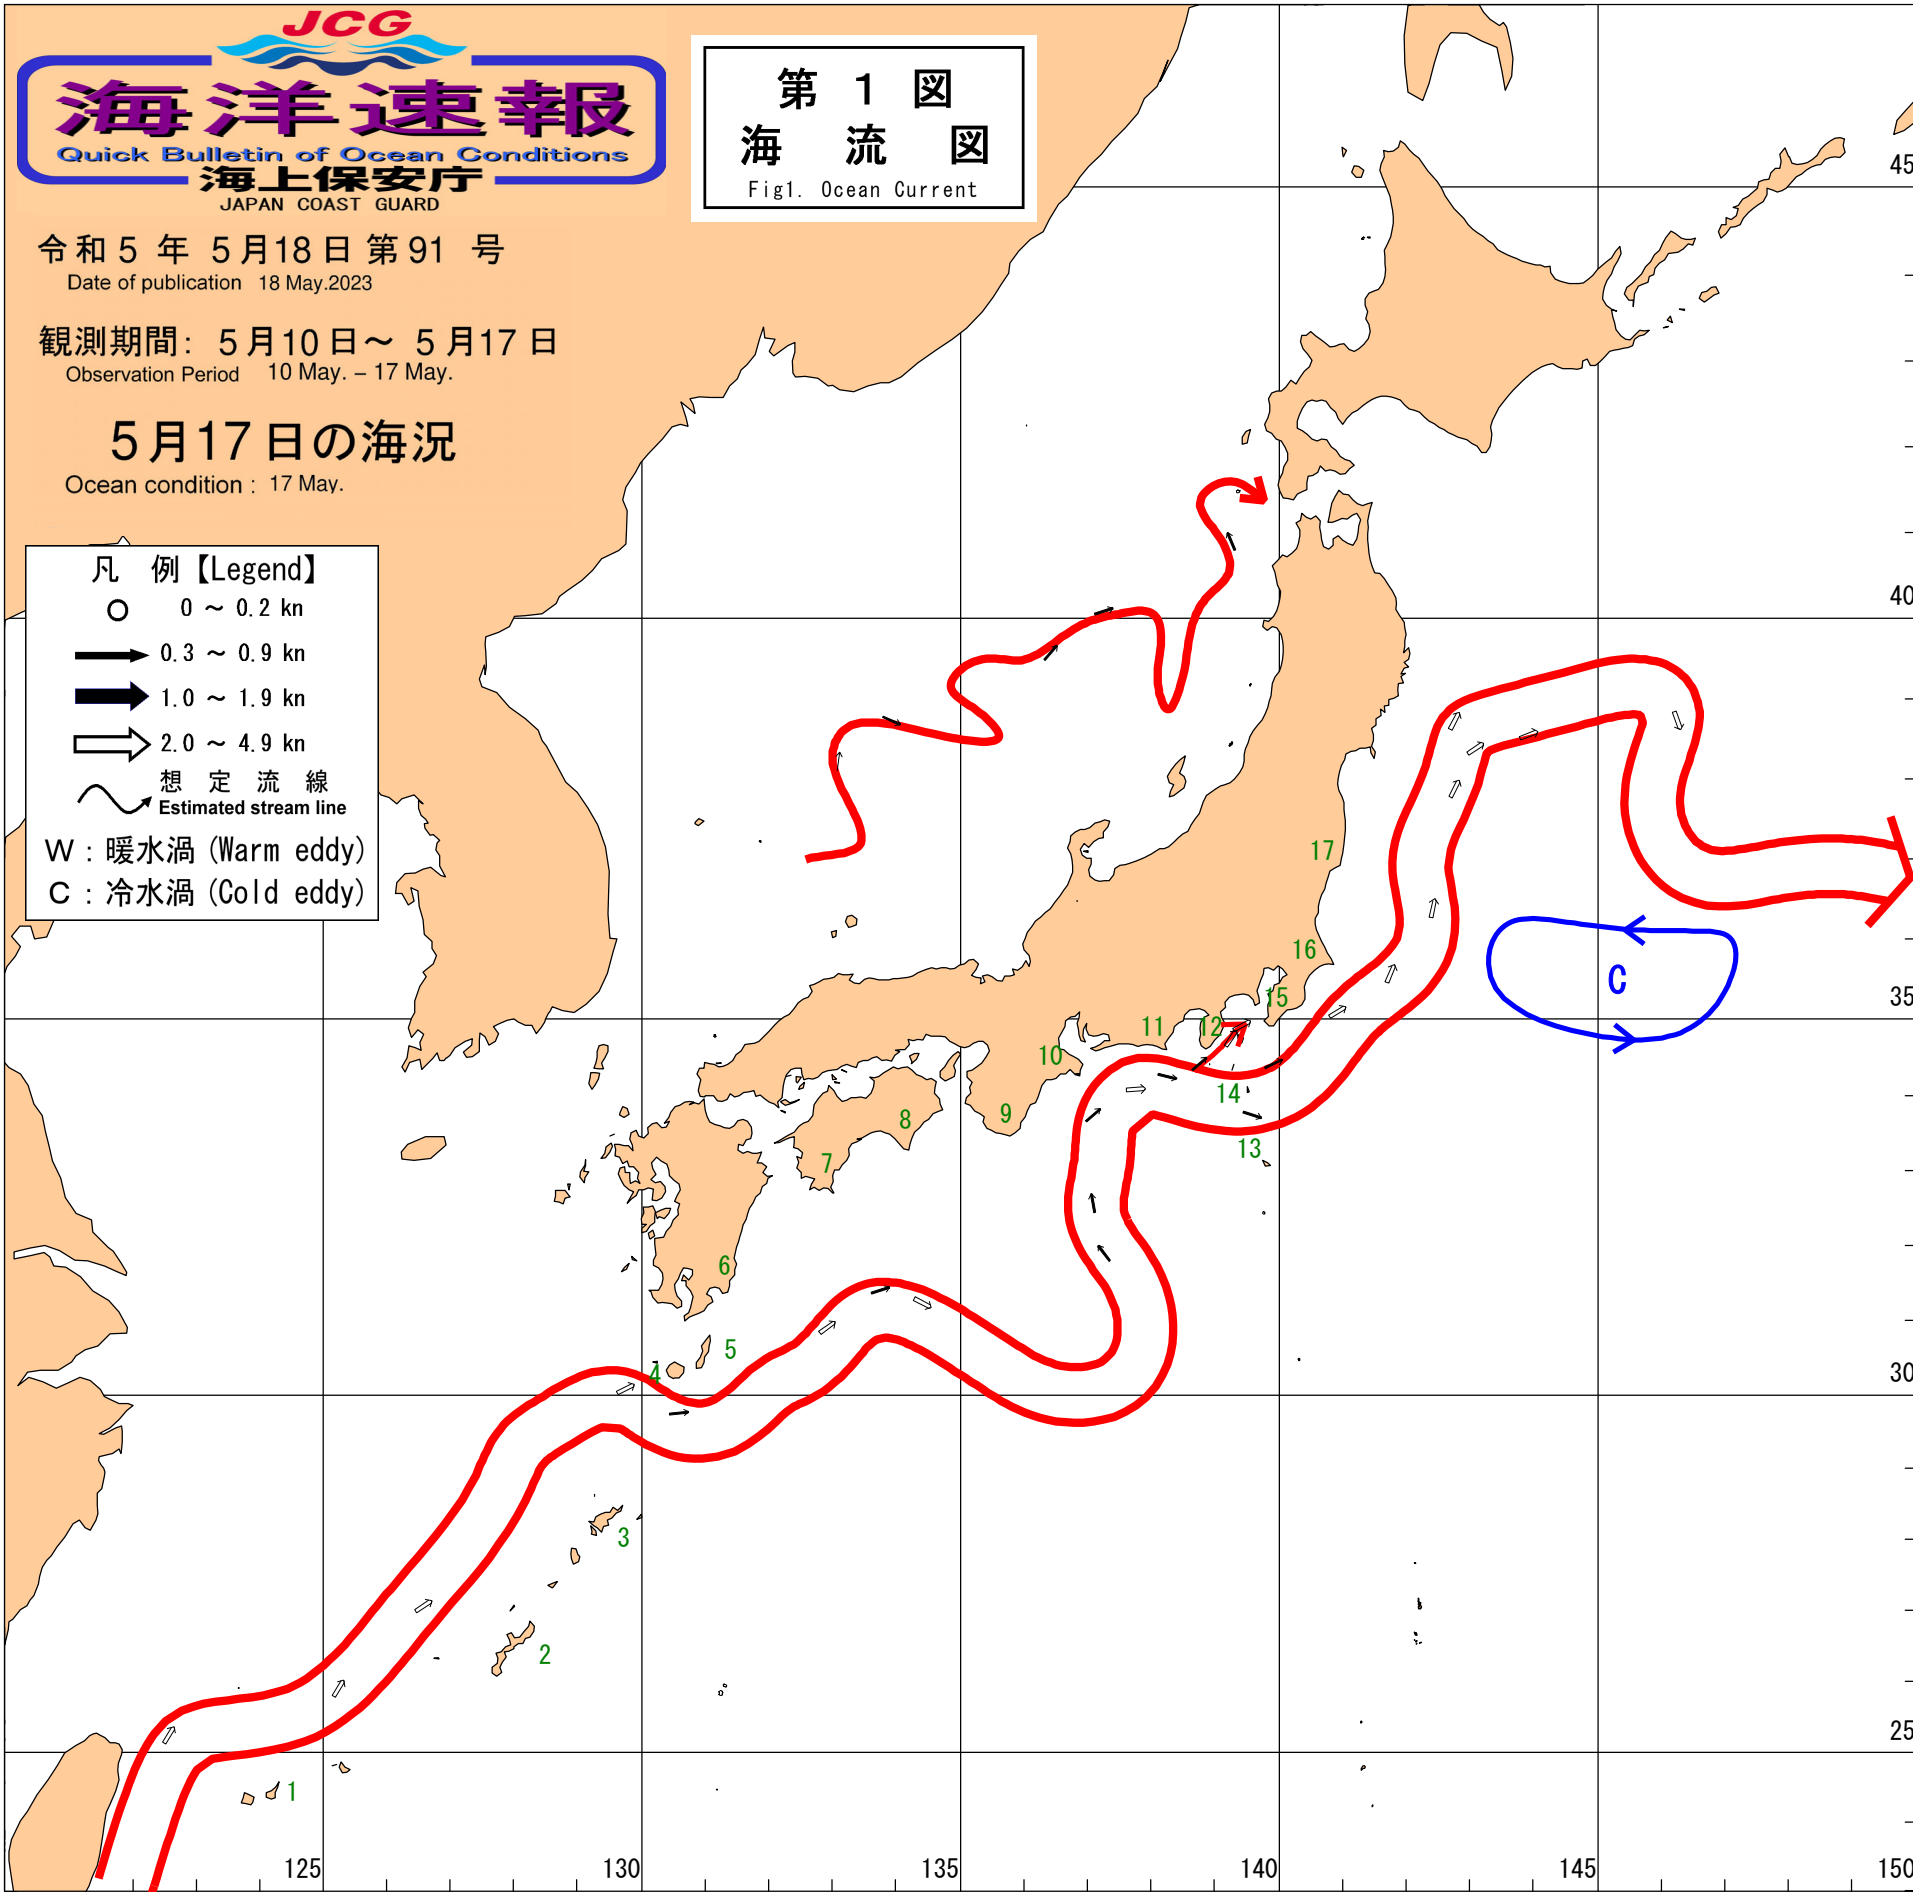 JCG
海洋速報
Quick Bulletin of Ocean Conditions
海上保安庁
JAPAN COAST GUARD
第 1 図
海 流 図
Fig1. Ocean Current
令和 5 年 5月18日 第91 号
Date of publication 18 May.2023
観測期間: 5月10日～ 5月17日
Observation Period 10 May. – 17 May.
5月17日の海況
Ocean condition : 17 May.
凡 例【Legend】
0 ～ 0.2 kn
0.3 ～ 0.9 kn
1.0 ～ 1.9 kn
2.0 ～ 4.9 kn
想 定 流 線
Estimated stream line
W : 暖水渦 (Warm eddy)
C : 冷水渦 (Cold eddy)
45
40
17
16
C
35
15
12
11
10
14
9
8
13
7
6
5
4
30
3
2
25
1
125
130
135
140
145
150